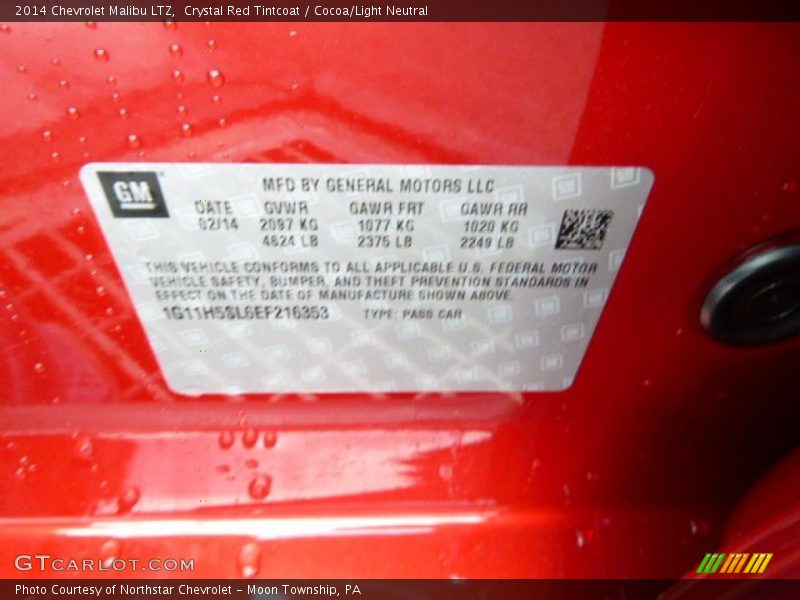 2014 Chevrolet Malibu LTZ, Crystal Red Tintcoat / Cocoa/Light Neutral
GM
MFD BY GENERAL MOTORS LLC
DATE GVWR GAWR FRT GAWR RR
02/14 2097 KG 1077 KG 1020 KG
4624 LB 2375 LB 2249 LB
THIS VEHICLE CONFORMS TO ALL APPLICABLE U.S. FEDERAL MOTOR
VEHICLE SAFETY, BUMPER, AND THEFT PREVENTION STANDARDS IN
EFFECT ON THE DATE OF MANUFACTURE SHOWN ABOVE.
1G11H5SL6EF216353 TYPE: PASS CAR
GTCARLOT.COM
Photo Courtesy of Northstar Chevrolet – Moon Township, PA